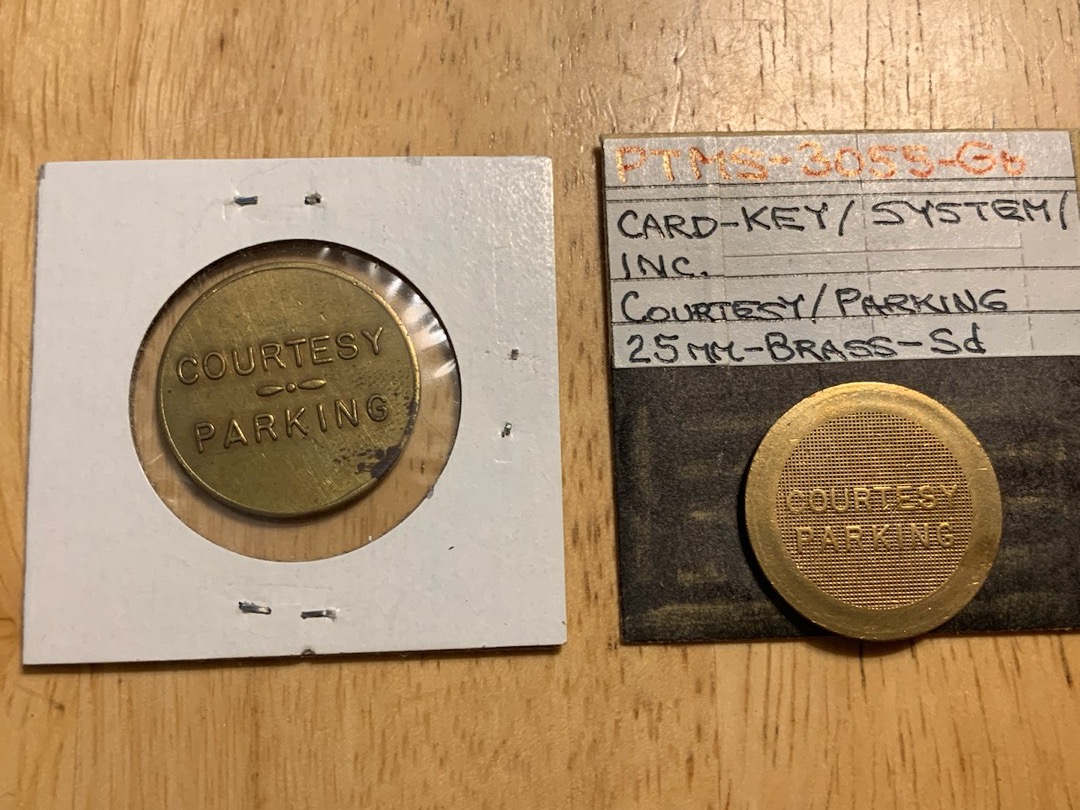 COURTESY
PARKING
PTMS-3055-Gb
CARD-KEY/SYSTEM/
INC.
COURTESY/PARKING
25mm-BRASS-Sd
COURTESY
PARKING